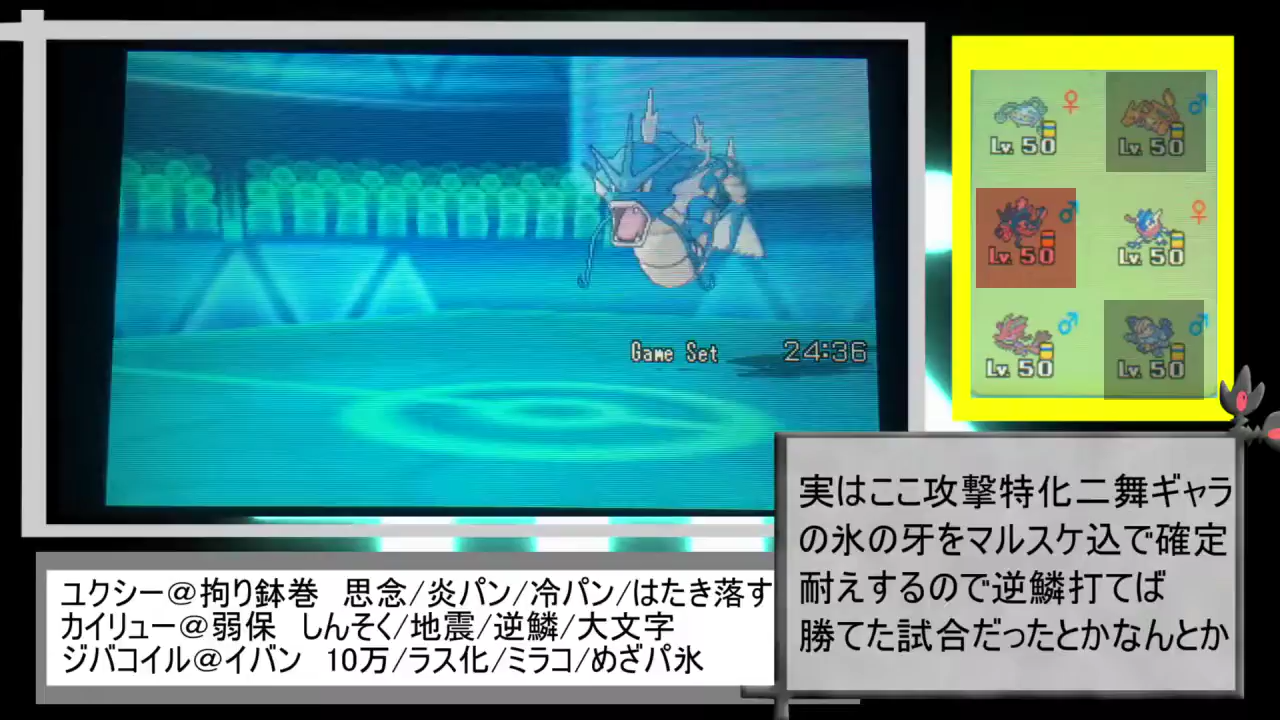 Lv. 50
Lv. 50
Lv. 50
Lv. 50
Lv. 50
Lv. 50
Game Set 24:36
実はここ攻撃特化二舞ギャラ
の氷の牙をマルスケ込で確定
耐えするので逆鱗打てば
勝てた試合だったとかなんとか
ユクシー@拘り鉢巻 思念/炎パン/冷パン/はたき落す
カイリュー@弱保 しんそく/地震/逆鱗/大文字
ジバコイル@イバン 10万/ラス化/ミラコ/めざパ氷